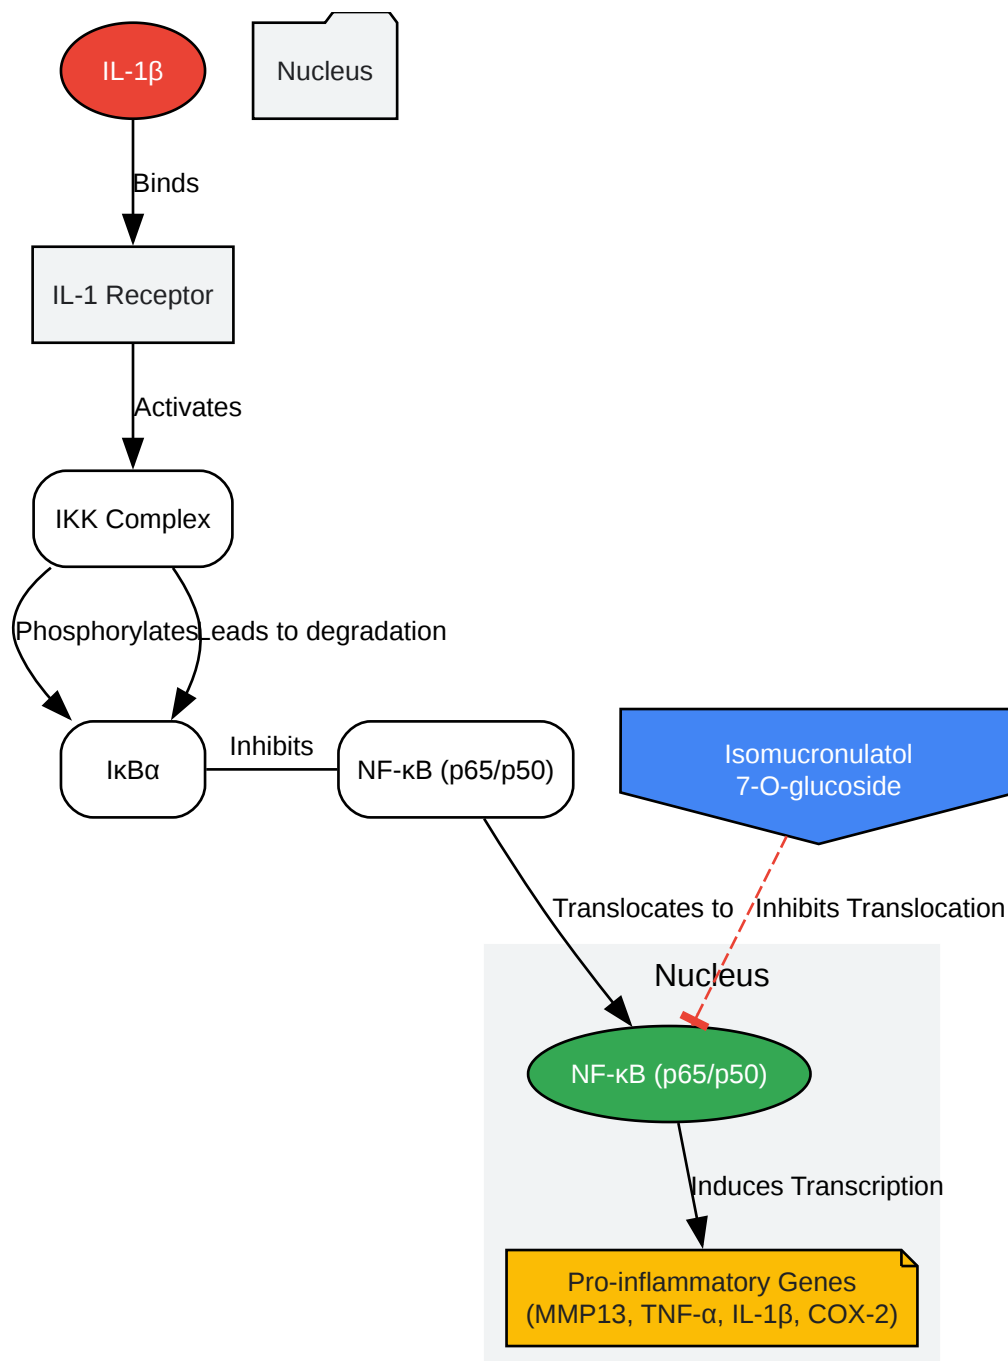 IL-1β
Nucleus
Binds
IL-1 Receptor
Activates
IKK Complex
Phosphorylates
Leads to degradation
IκBα
Inhibits
NF-κB (p65/p50)
Isomucronulatol
7-O-glucoside
Translocates to
Inhibits Translocation
Nucleus
NF-κB (p65/p50)
Induces Transcription
Pro-inflammatory Genes
(MMP13, TNF-α, IL-1β, COX-2)